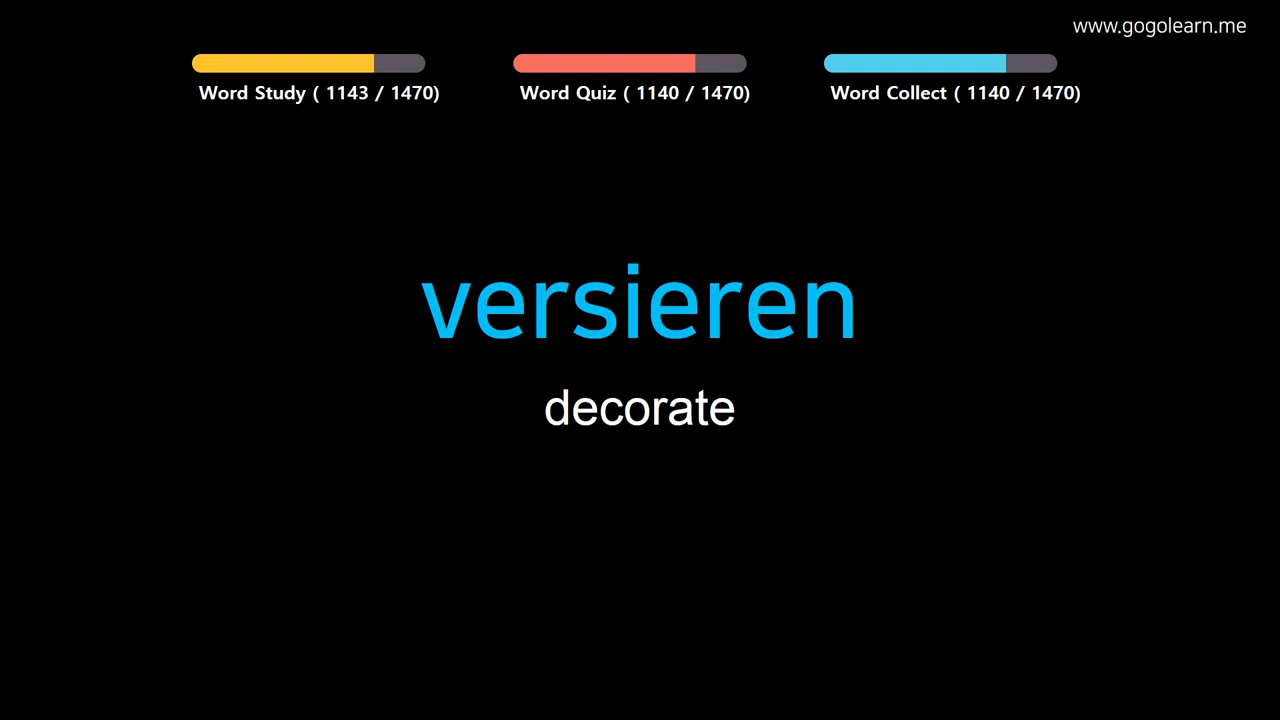 www.gogolearn.me
Word Study ( 1143 / 1470)
Word Quiz ( 1140 / 1470)
Word Collect ( 1140 / 1470)
versieren
decorate